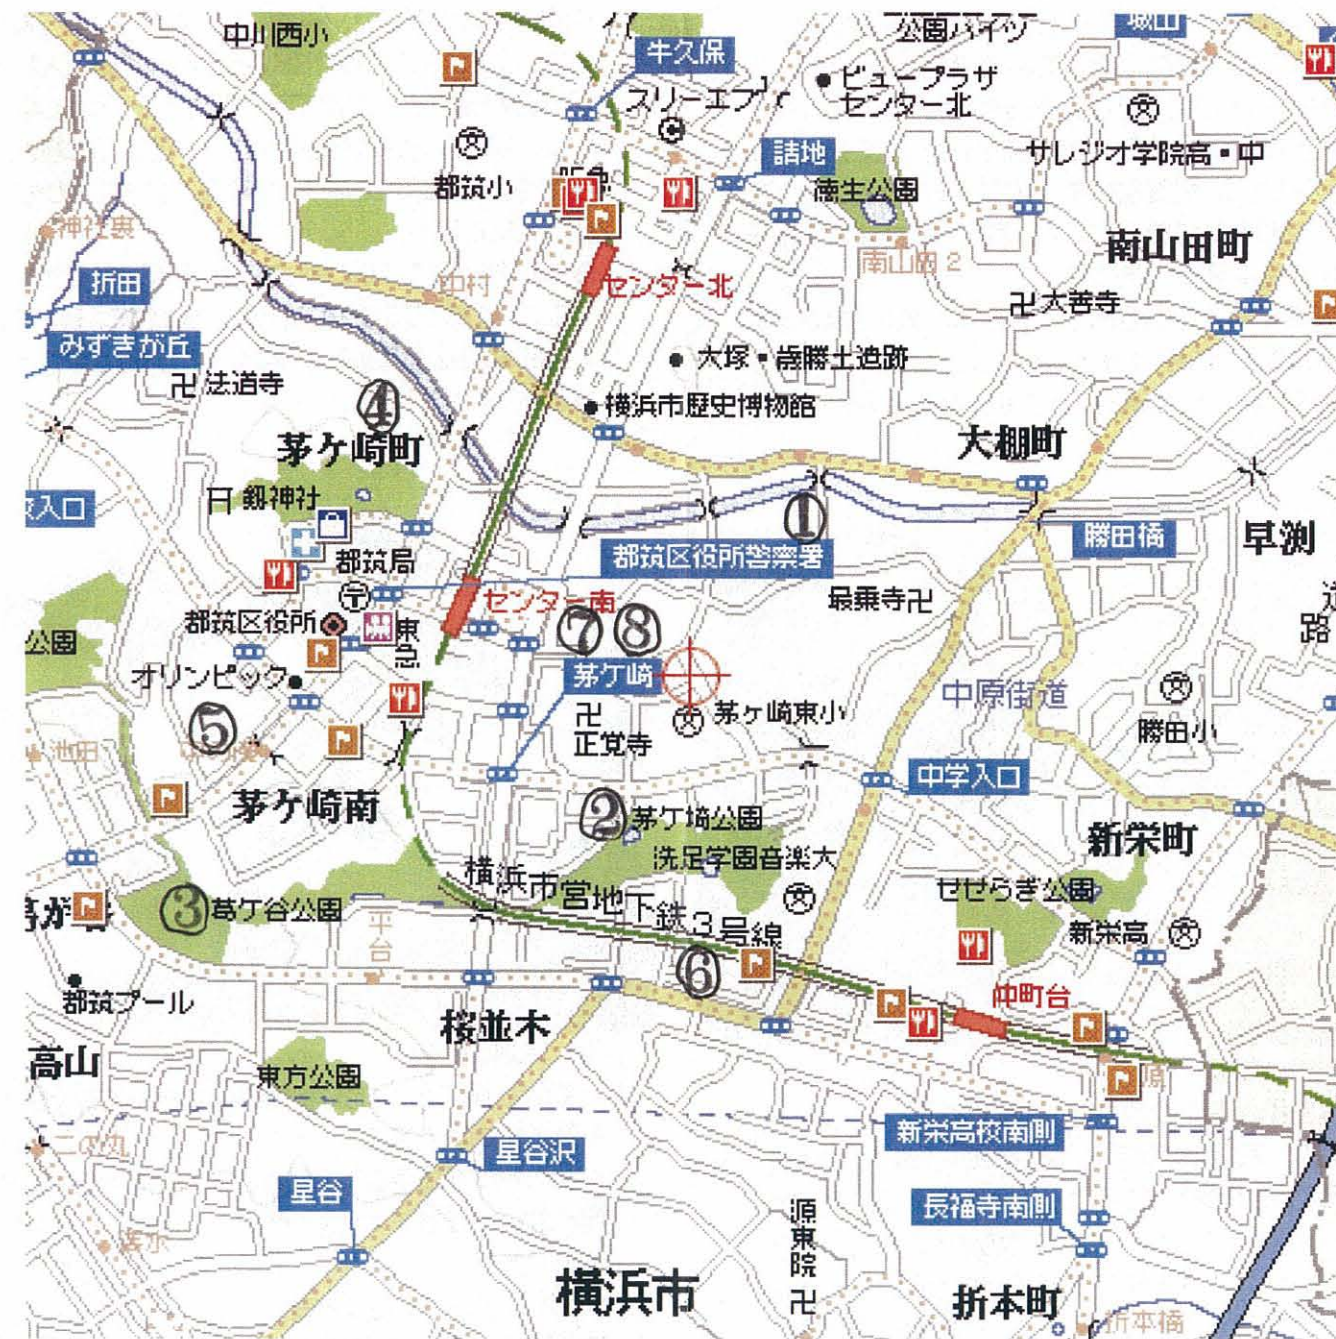 中川西小
牛久保
公園ハイツ
ビュープラザ
センター北
スリーエフ
都筑小
詰地
徳生公園
サレジオ学院高・中
神社裏
南山田町
南山田2
折田
中村
センター北
大善寺
みずきが丘
法道寺
大塚・歳勝土遺跡
④
横浜市歴史博物館
茅ケ崎町
大棚町
剱神社
①
勝田橋
早渕
都筑局
都筑区役所警察署
センター南
最乗寺
都筑区役所
東急
⑦ ⑧
公園
オリンピック
茅ケ崎
中原街道
⑤
正覚寺
茅ヶ崎東小
勝田小
池田
中学入口
茅ケ崎南
②
茅ケ崎公園
新栄町
洗足学園音楽大
横浜市営地下鉄3号線
せせらぎ公園
③
葛ケ谷公園
平台
新栄高
⑥
都筑プール
仲町台
桜並木
高山
東方公園
新栄高校南側
二の丸
星谷沢
星谷
源東院
長福寺南側
横浜市
折本町
折本橋